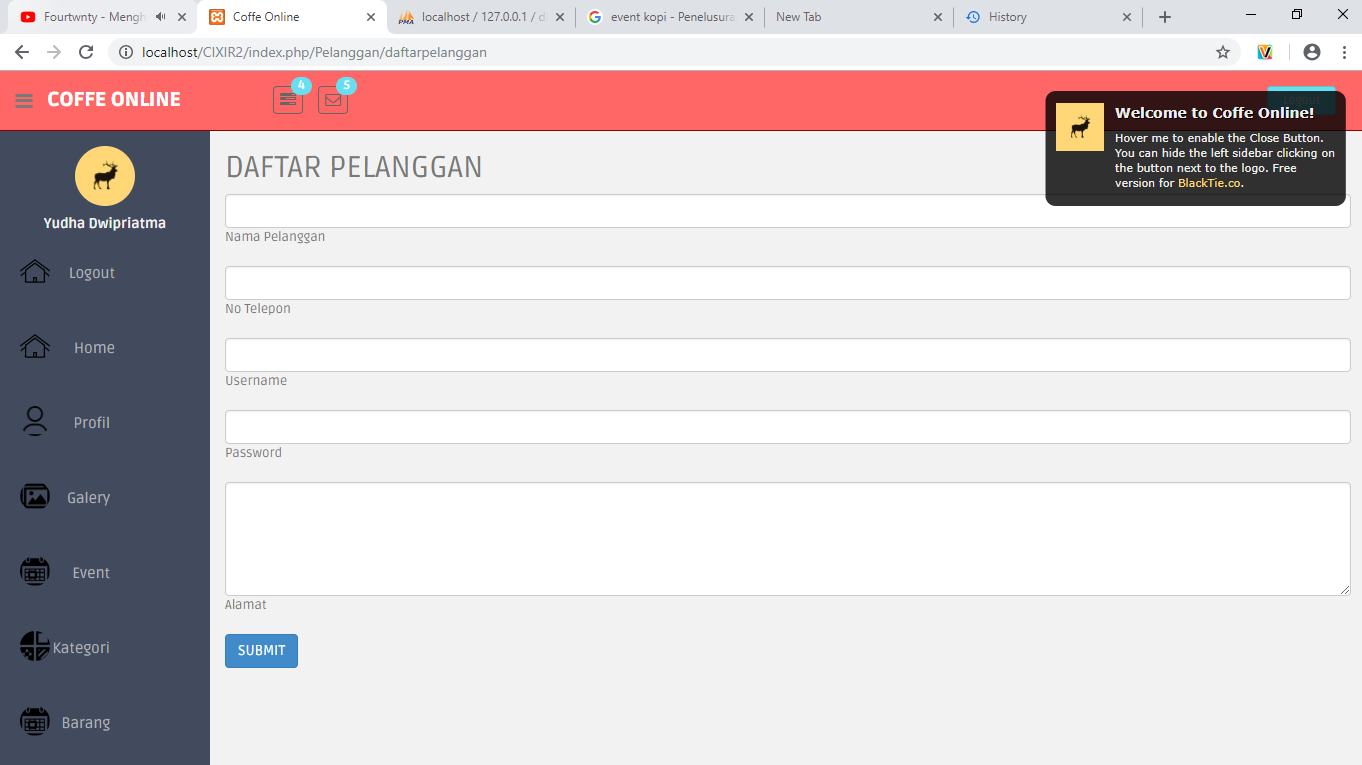 Fourtwnty - Mengh
Coffe Online
localhost / 127.0.0.1 / d
event kopi - Penelusura
New Tab
History
localhost/CIXIR2/index.php/Pelanggan/daftarpelanggan
COFFE ONLINE
4
5
Welcome to Coffe Online!
Hover me to enable the Close Button.
You can hide the left sidebar clicking on
the button next to the logo. Free
version for BlackTie.co.
Yudha Dwipriatma
Logout
Home
Profil
Galery
Event
Kategori
Barang
DAFTAR PELANGGAN
Nama Pelanggan
No Telepon
Username
Password
Alamat
SUBMIT